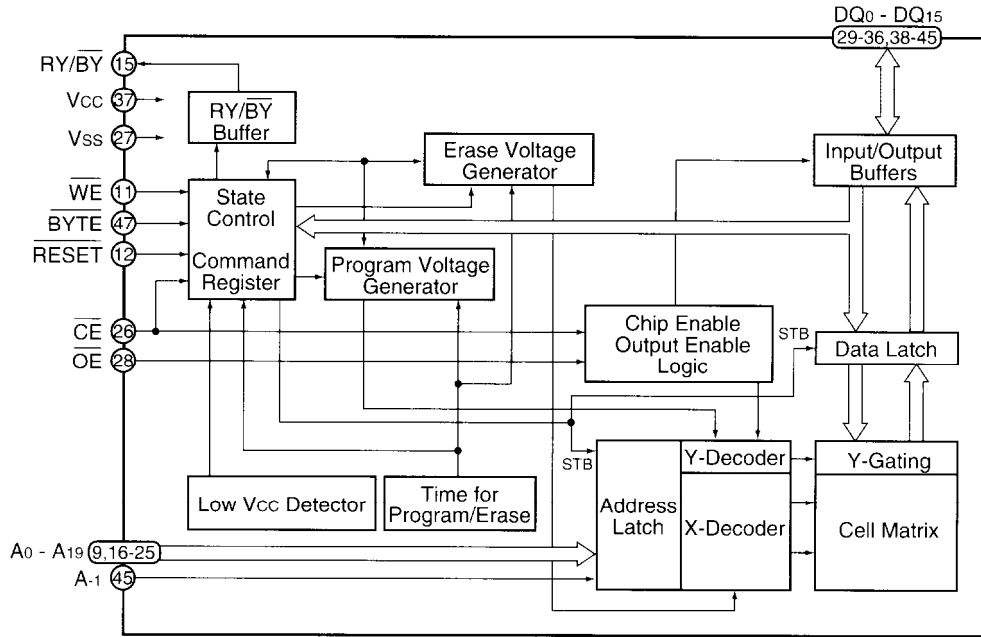 DQ0 - DQ15
29-36,38-45
RY/BY
15
VCC
37
VSS
27
RY/BY
Buffer
Erase Voltage
Generator
Input/Output
Buffers
WE
11
BYTE
47
RESET
12
State
Control
Command
Register
Program Voltage
Generator
CE
26
OE
28
Chip Enable
Output Enable
Logic
STB
Data Latch
STB
Address
Latch
Y-Decoder
X-Decoder
Y-Gating
Cell Matrix
Low VCC Detector
Time for
Program/Erase
A0 - A19
9,16-25
A-1
45